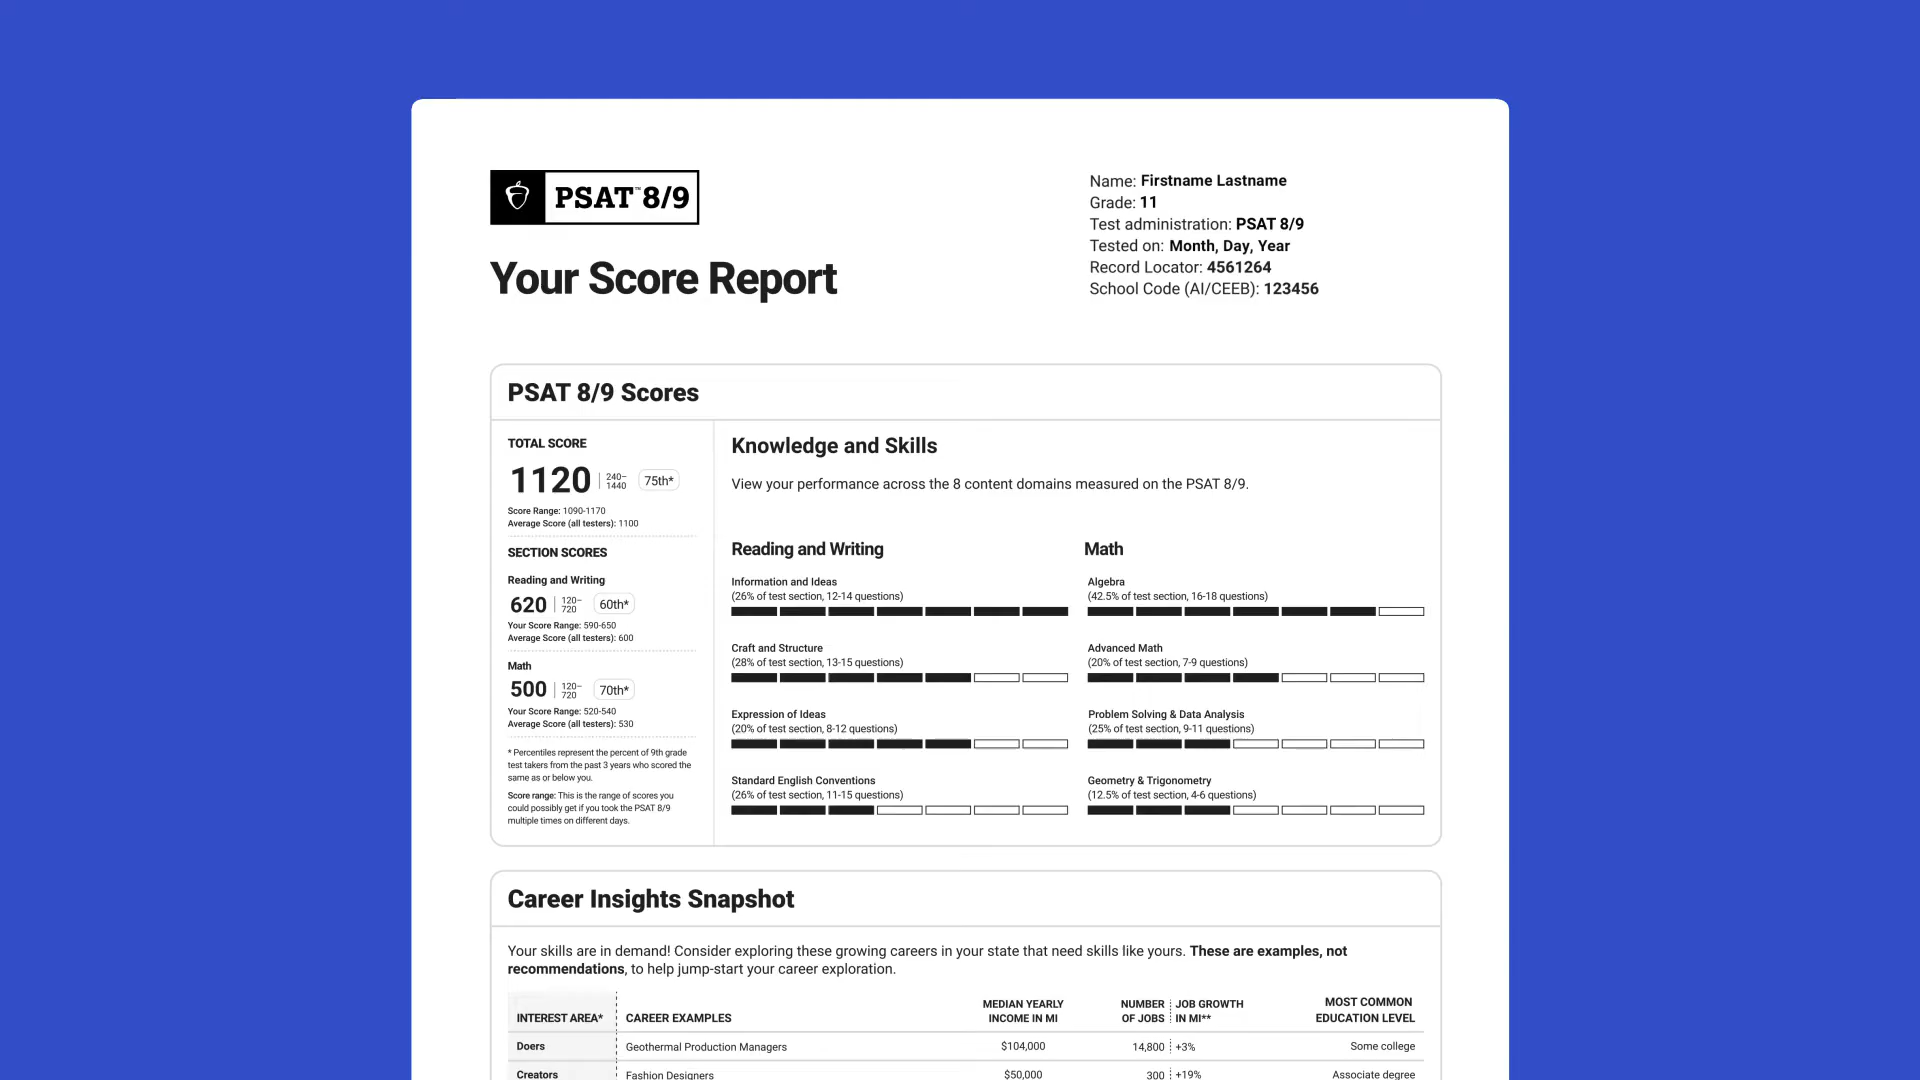 PSAT™ 8/9
Your Score Report
Name: Firstname Lastname
Grade: 11
Test administration: PSAT 8/9
Tested on: Month, Day, Year
Record Locator: 4561264
School Code (AI/CEEB): 123456
PSAT 8/9 Scores
TOTAL SCORE
1120 | 240–1440 75th*
Score Range: 1090-1170
Average Score (all testers): 1100
SECTION SCORES
Reading and Writing
620 | 120–720 60th*
Your Score Range: 590-650
Average Score (all testers): 600
Math
500 | 120–720 70th*
Your Score Range: 520-540
Average Score (all testers): 530
* Percentiles represent the percent of 9th grade
test takers from the past 3 years who scored the
same as or below you.
Score range: This is the range of scores you
could possibly get if you took the PSAT 8/9
multiple times on different days.
Knowledge and Skills
View your performance across the 8 content domains measured on the PSAT 8/9.
Reading and Writing
Information and Ideas
(26% of test section, 12-14 questions)
Craft and Structure
(28% of test section, 13-15 questions)
Expression of Ideas
(20% of test section, 8-12 questions)
Standard English Conventions
(26% of test section, 11-15 questions)
Math
Algebra
(42.5% of test section, 16-18 questions)
Advanced Math
(20% of test section, 7-9 questions)
Problem Solving & Data Analysis
(25% of test section, 9-11 questions)
Geometry & Trigonometry
(12.5% of test section, 4-6 questions)
Career Insights Snapshot
Your skills are in demand! Consider exploring these growing careers in your state that need skills like yours. These are examples, not
recommendations, to help jump-start your career exploration.
INTEREST AREA* CAREER EXAMPLES MEDIAN YEARLY INCOME IN MI NUMBER OF JOBS JOB GROWTH IN MI** MOST COMMON EDUCATION LEVEL
Doers Geothermal Production Managers $104,000 14,800 +3% Some college
Creators Fashion Designers $50,000 300 +19% Associate degree